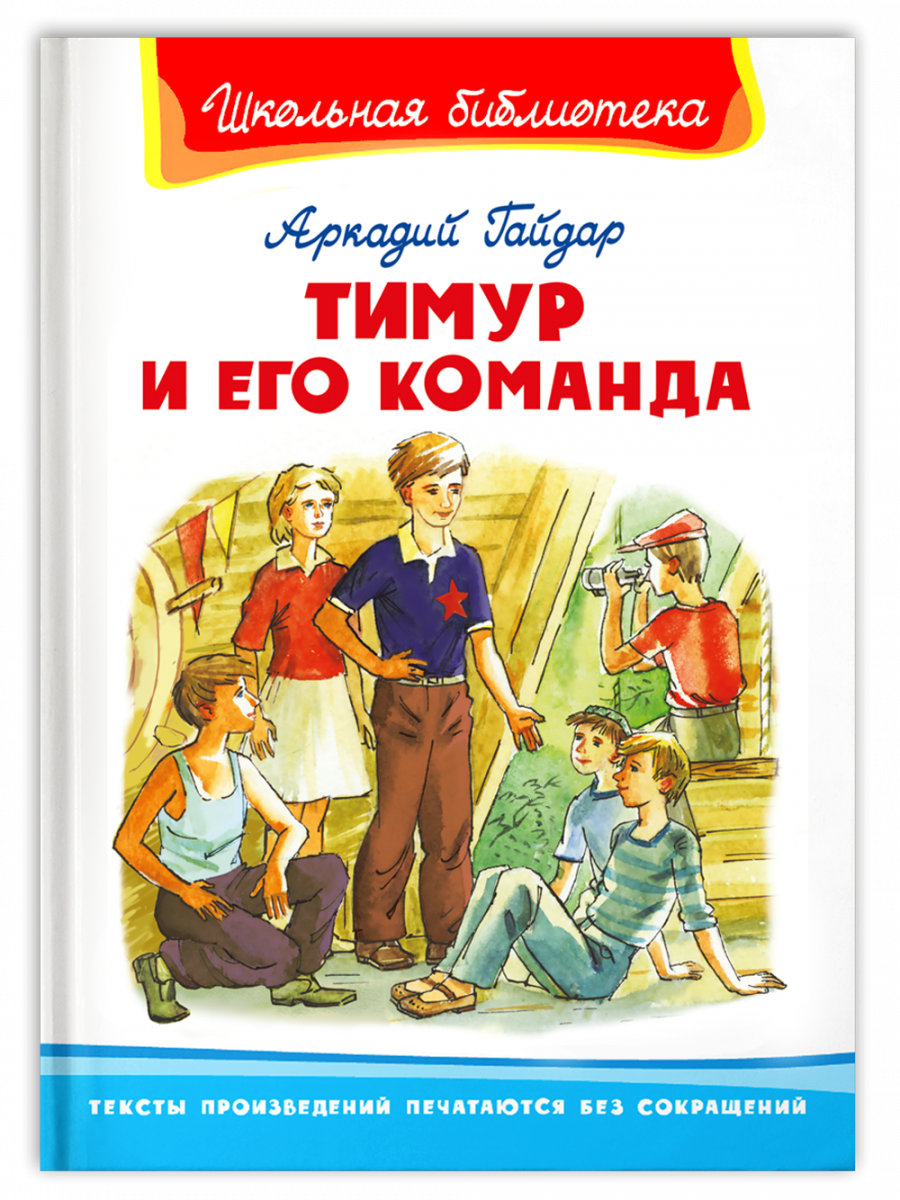 Школьная библиотека
Аркадий Гайдар
ТИМУР
И ЕГО КОМАНДА
ТЕКСТЫ ПРОИЗВЕДЕНИЙ ПЕЧАТАЮТСЯ БЕЗ СОКРАЩЕНИЙ